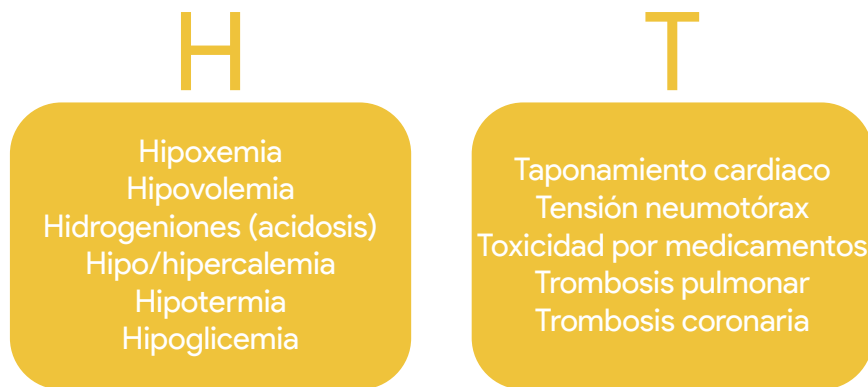 H
Hipoxemia
Hipovolemia
Hidrogeniones (acidosis)
Hipo/hipercalemia
Hipotermia
Hipoglicemia
T
Taponamiento cardiaco
Tensión neumotórax
Toxicidad por medicamentos
Trombosis pulmonar
Trombosis coronaria